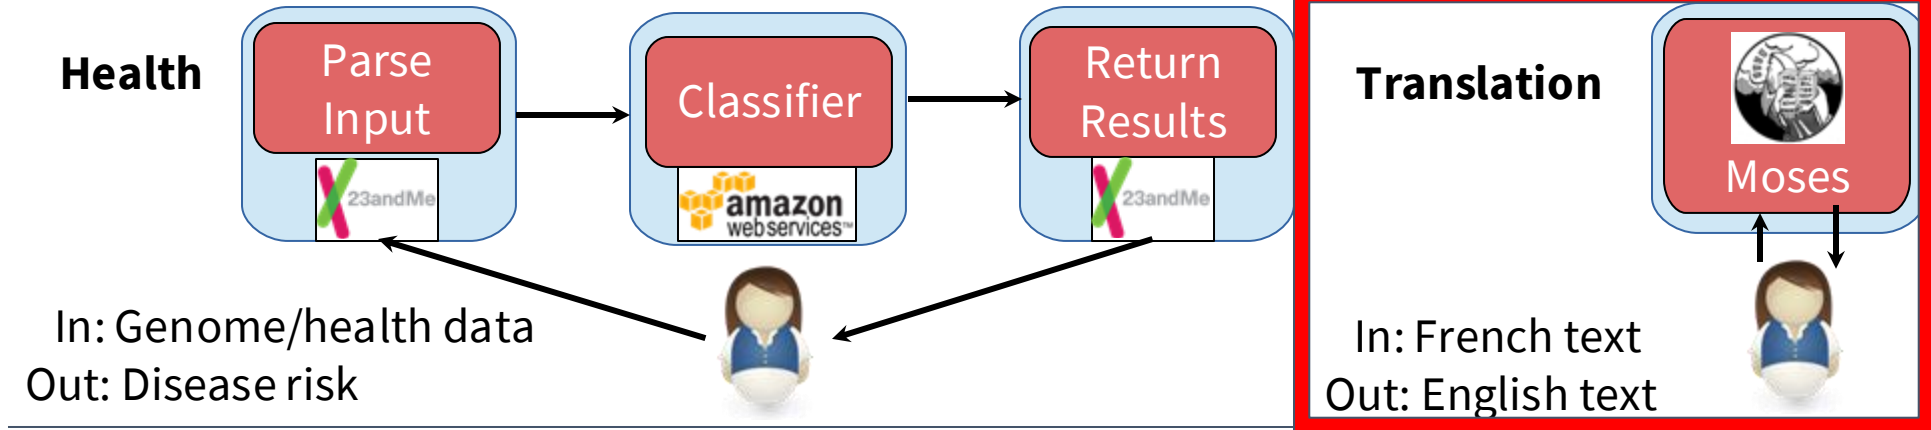 Health
Parse
Input
23andMe
Classifier
amazon
webservices™
Return
Results
23andMe
In: Genome/health data
Out: Disease risk
Translation
Moses
In: French text
Out: English text